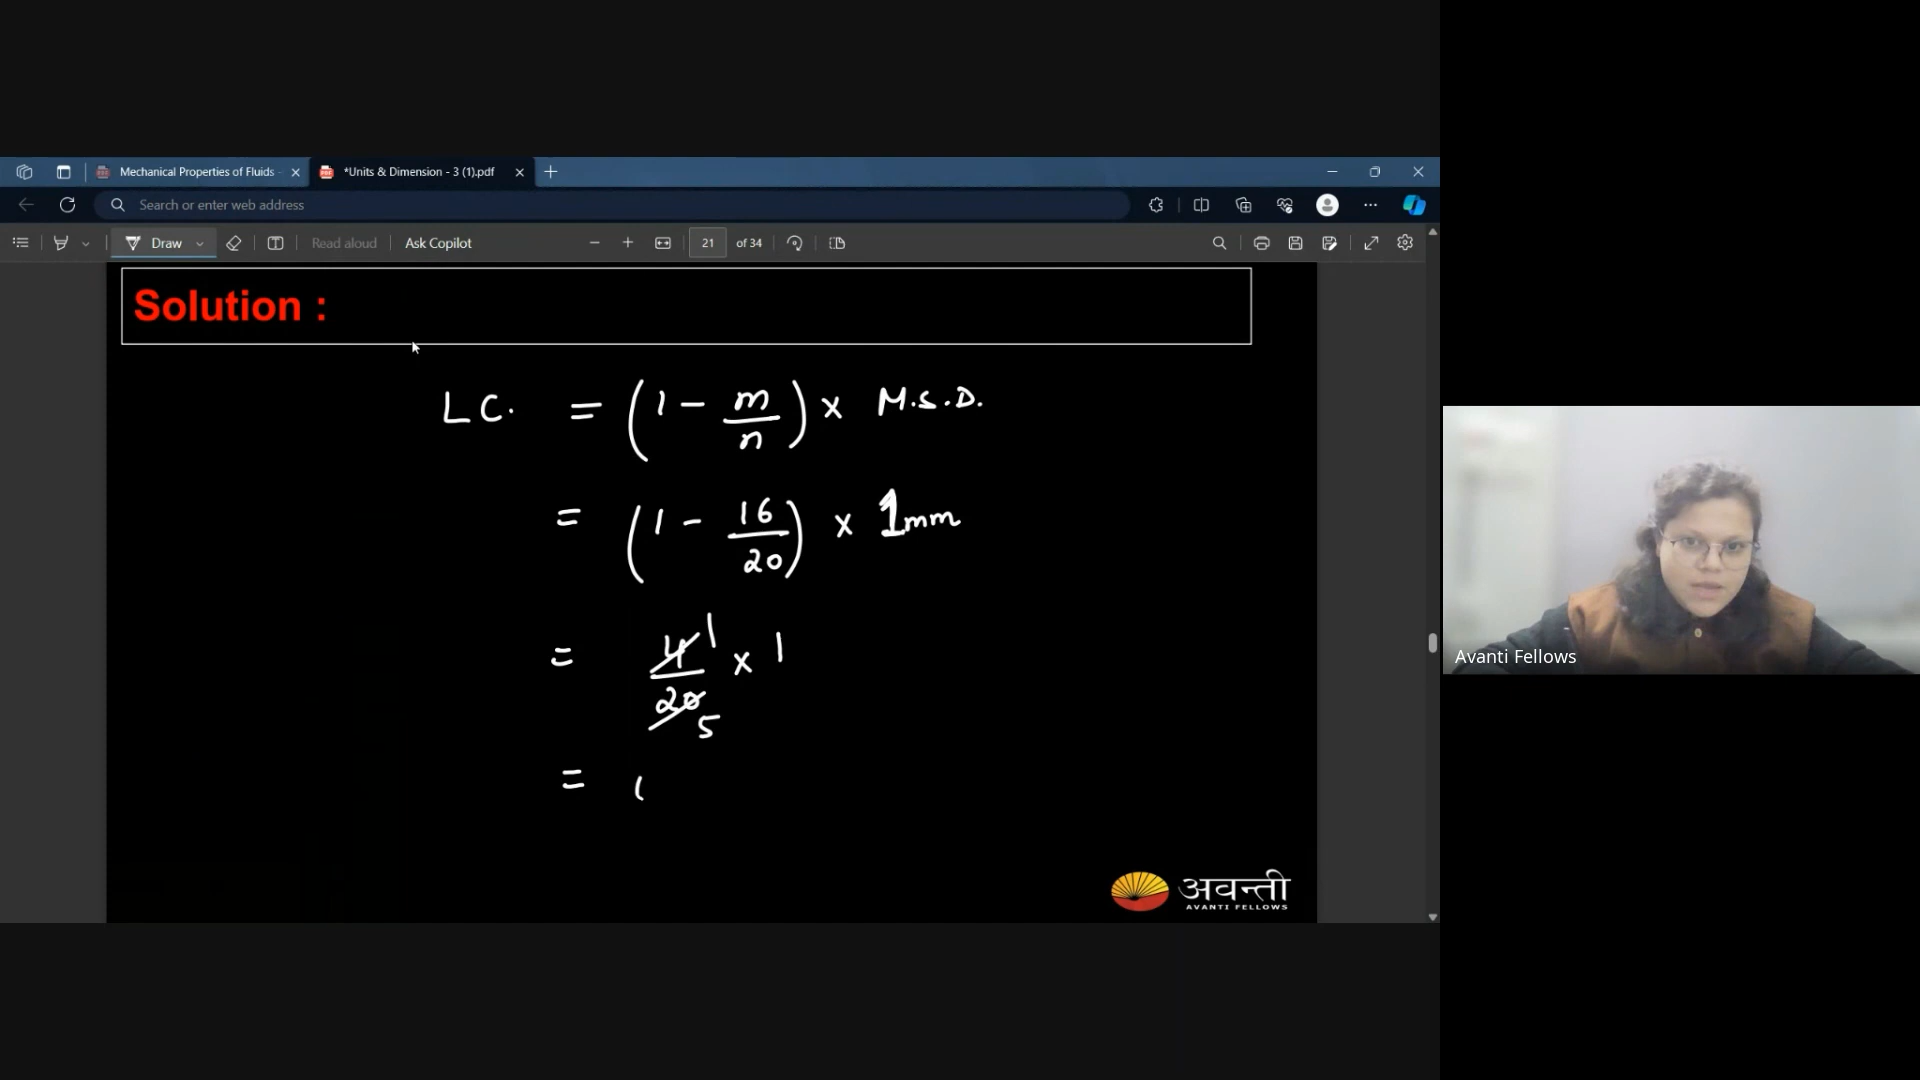 Mechanical Properties of Fluids -
*Units & Dimension - 3 (1).pdf
Search or enter web address
Draw
Read aloud
Ask Copilot
21 of 34
Solution :
L C. = (1 - m/n) x M.S.D.
= (1 - 16/20) x 1mm
= 4/20 1 5 x 1
=
अवन्ती
AVANTI FELLOWS
Avanti Fellows